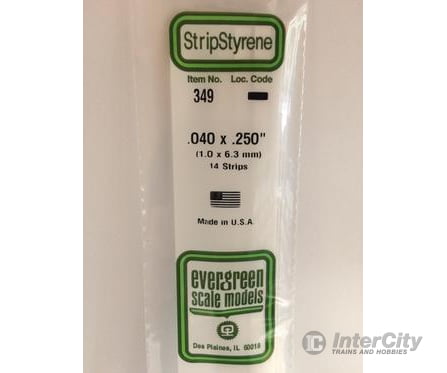 StripStyrene
Item No. Loc. Code
349
.040 x .250"
(1.0 x 6.3 mm)
14 Strips
Made in U.S.A.
evergreen
scale models
Des Plaines, IL 60018
InterCity
TRAINS AND HOBBIES